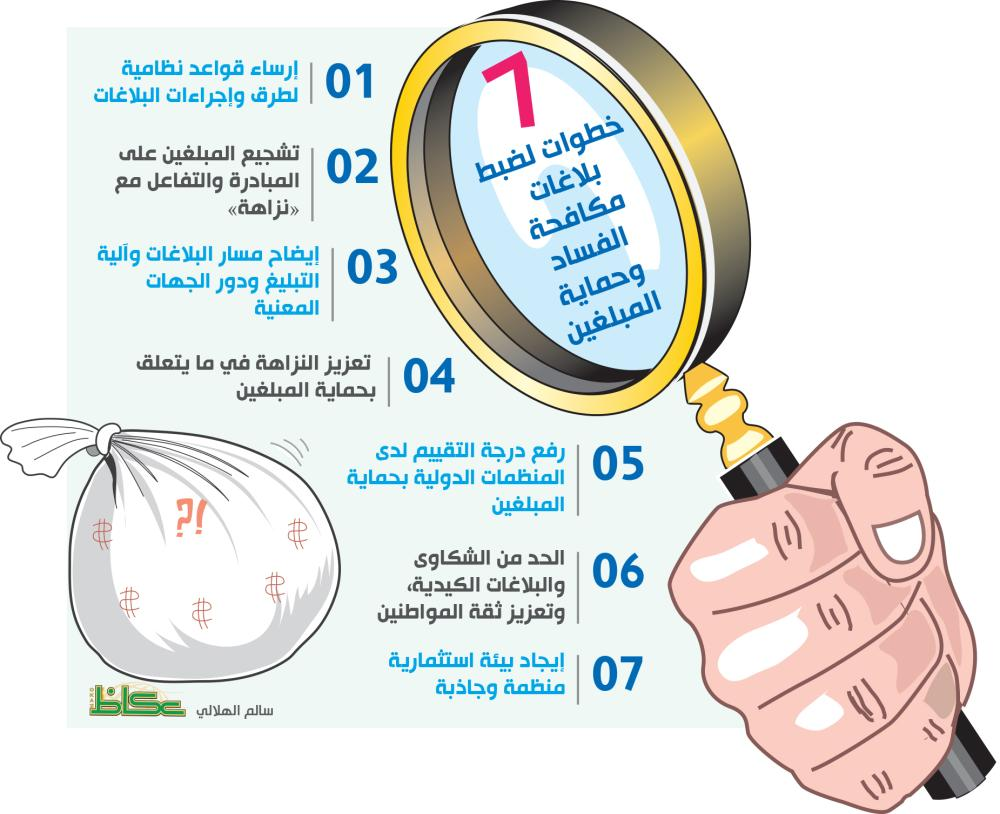 7
خطوات لضبط
بلاغات
مكافحة
الفساد
وحماية
المبلغين
01
إرساء قواعد نظامية
لطرق وإجراءات البلاغات
02
تشجيع المبلغين على
المبادرة والتفاعل مع
«نزاهة»
03
إيضاح مسار البلاغات وآلية
التبليغ ودور الجهات
المعنية
04
تعزيز النزاهة في ما يتعلق
بحماية المبلغين
05
رفع درجة التقييم لدى
المنظمات الدولية بحماية
المبلغين
06
الحد من الشكاوى
والبلاغات الكيدية،
وتعزيز ثقة المواطنين
07
إيجاد بيئة استثمارية
منظمة وجاذبة
؟!
سالم الهلالي
عكاظ
OKAZ